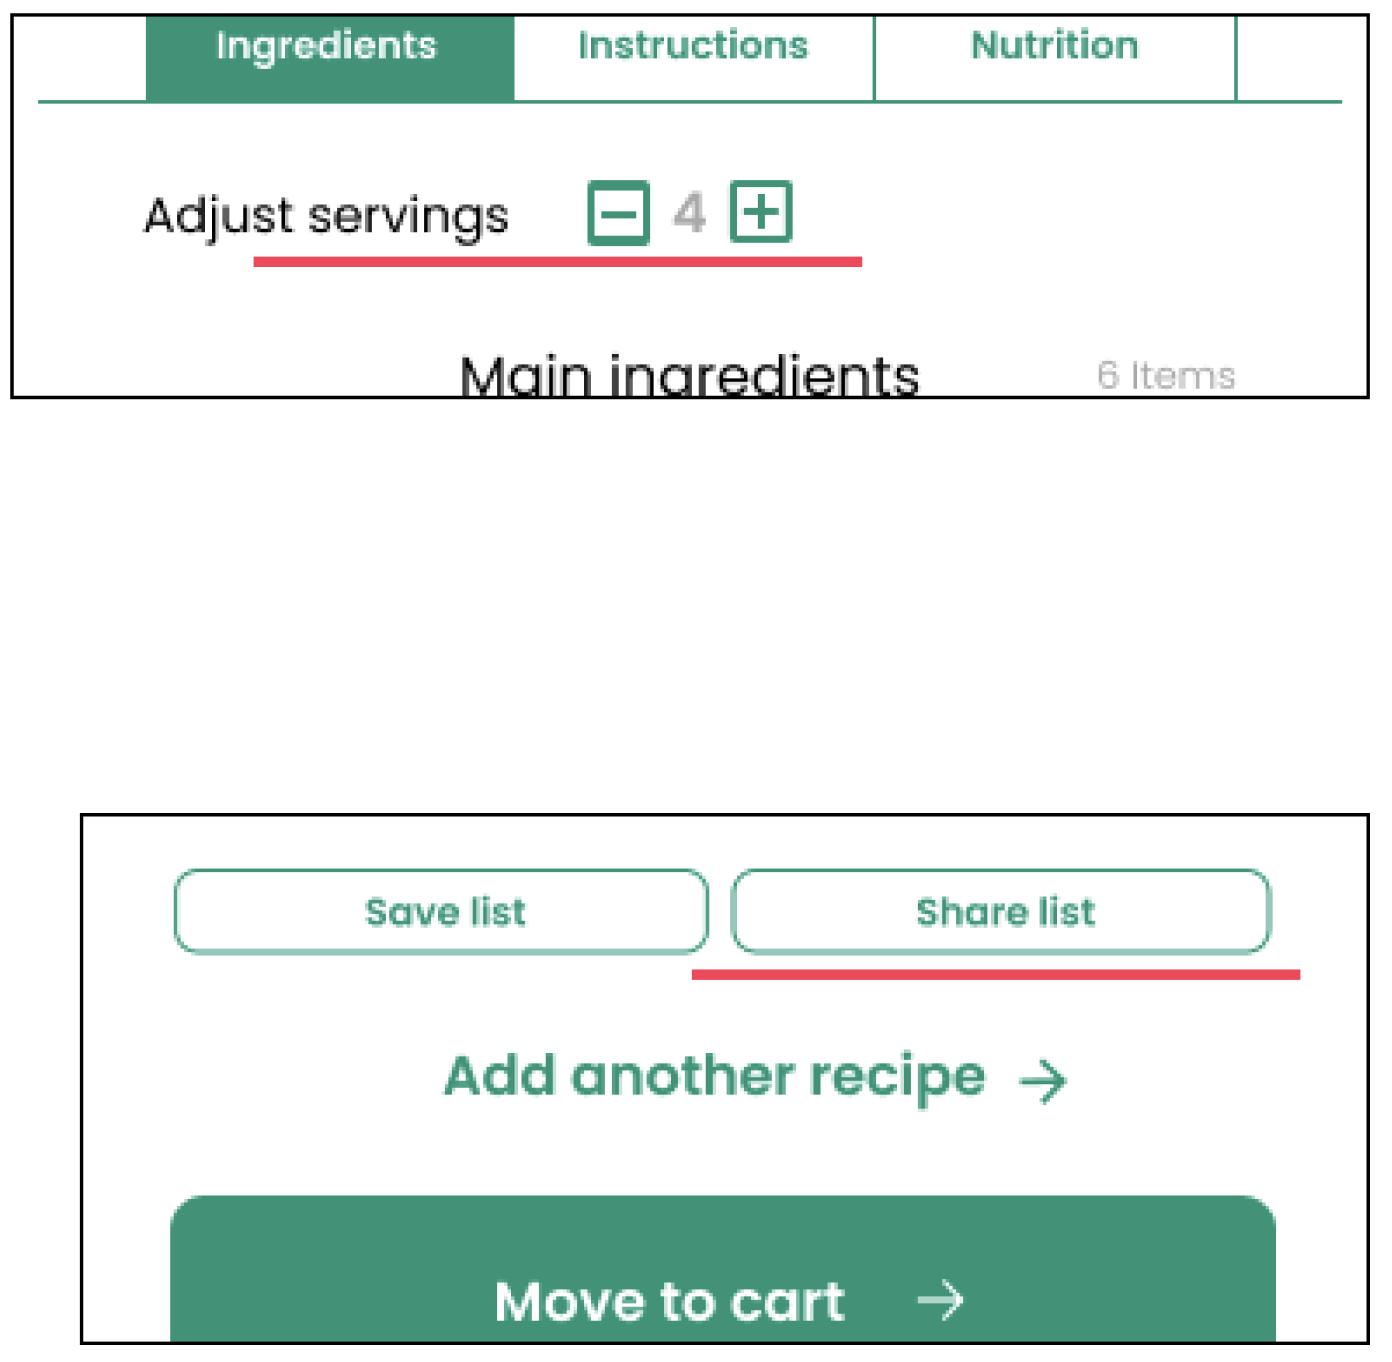 Ingredients Instructions Nutrition
Adjust servings − 4 +
Main ingredients 6 Items
Save list Share list
Add another recipe →
Move to cart →